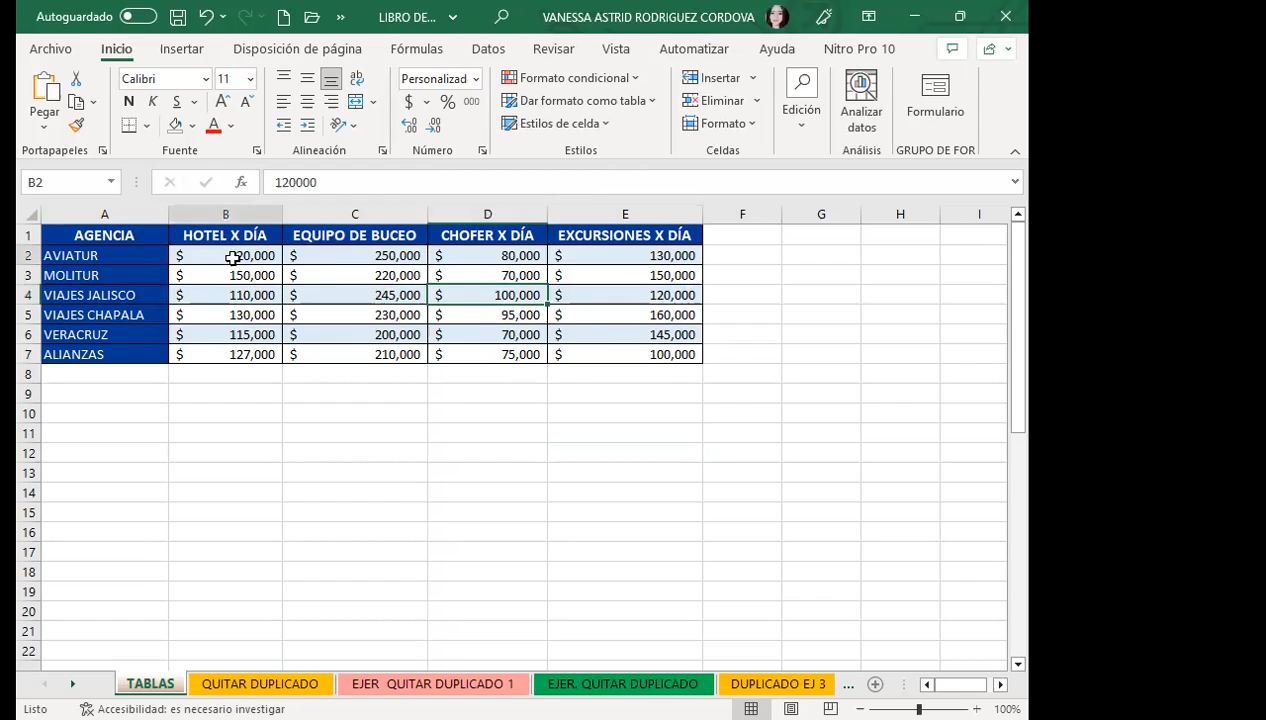 Autoguardado LIBRO DE... VANESSA ASTRID RODRIGUEZ CORDOVA
Archivo Inicio Insertar Disposición de página Fórmulas Datos Revisar Vista Automatizar Ayuda Nitro Pro 10
Pegar
Calibri 11
N K S
A A
A
Personalizad
$ % 000
Formato condicional
Dar formato como tabla
Estilos de celda
Insertar
Eliminar
Formato
Edición
Analizar datos
Formulario
Portapapeles Fuente Alineación Número Estilos Celdas Análisis GRUPO DE FOR
B2 fx 120000
A B C D E F G H I
1 AGENCIA HOTEL X DÍA EQUIPO DE BUCEO CHOFER X DÍA EXCURSIONES X DÍA
2 AVIATUR $ 20,000 $ 250,000 $ 80,000 $ 130,000
3 MOLITUR $ 150,000 $ 220,000 $ 70,000 $ 150,000
4 VIAJES JALISCO $ 110,000 $ 245,000 $ 100,000 $ 120,000
5 VIAJES CHAPALA $ 130,000 $ 230,000 $ 95,000 $ 160,000
6 VERACRUZ $ 115,000 $ 200,000 $ 70,000 $ 145,000
7 ALIANZAS $ 127,000 $ 210,000 $ 75,000 $ 100,000
8
9
10
11
12
13
14
15
16
17
18
19
20
21
22
TABLAS QUITAR DUPLICADO EJER QUITAR DUPLICADO 1 EJER. QUITAR DUPLICADO DUPLICADO EJ 3 ...
Listo Accesibilidad: es necesario investigar 100%